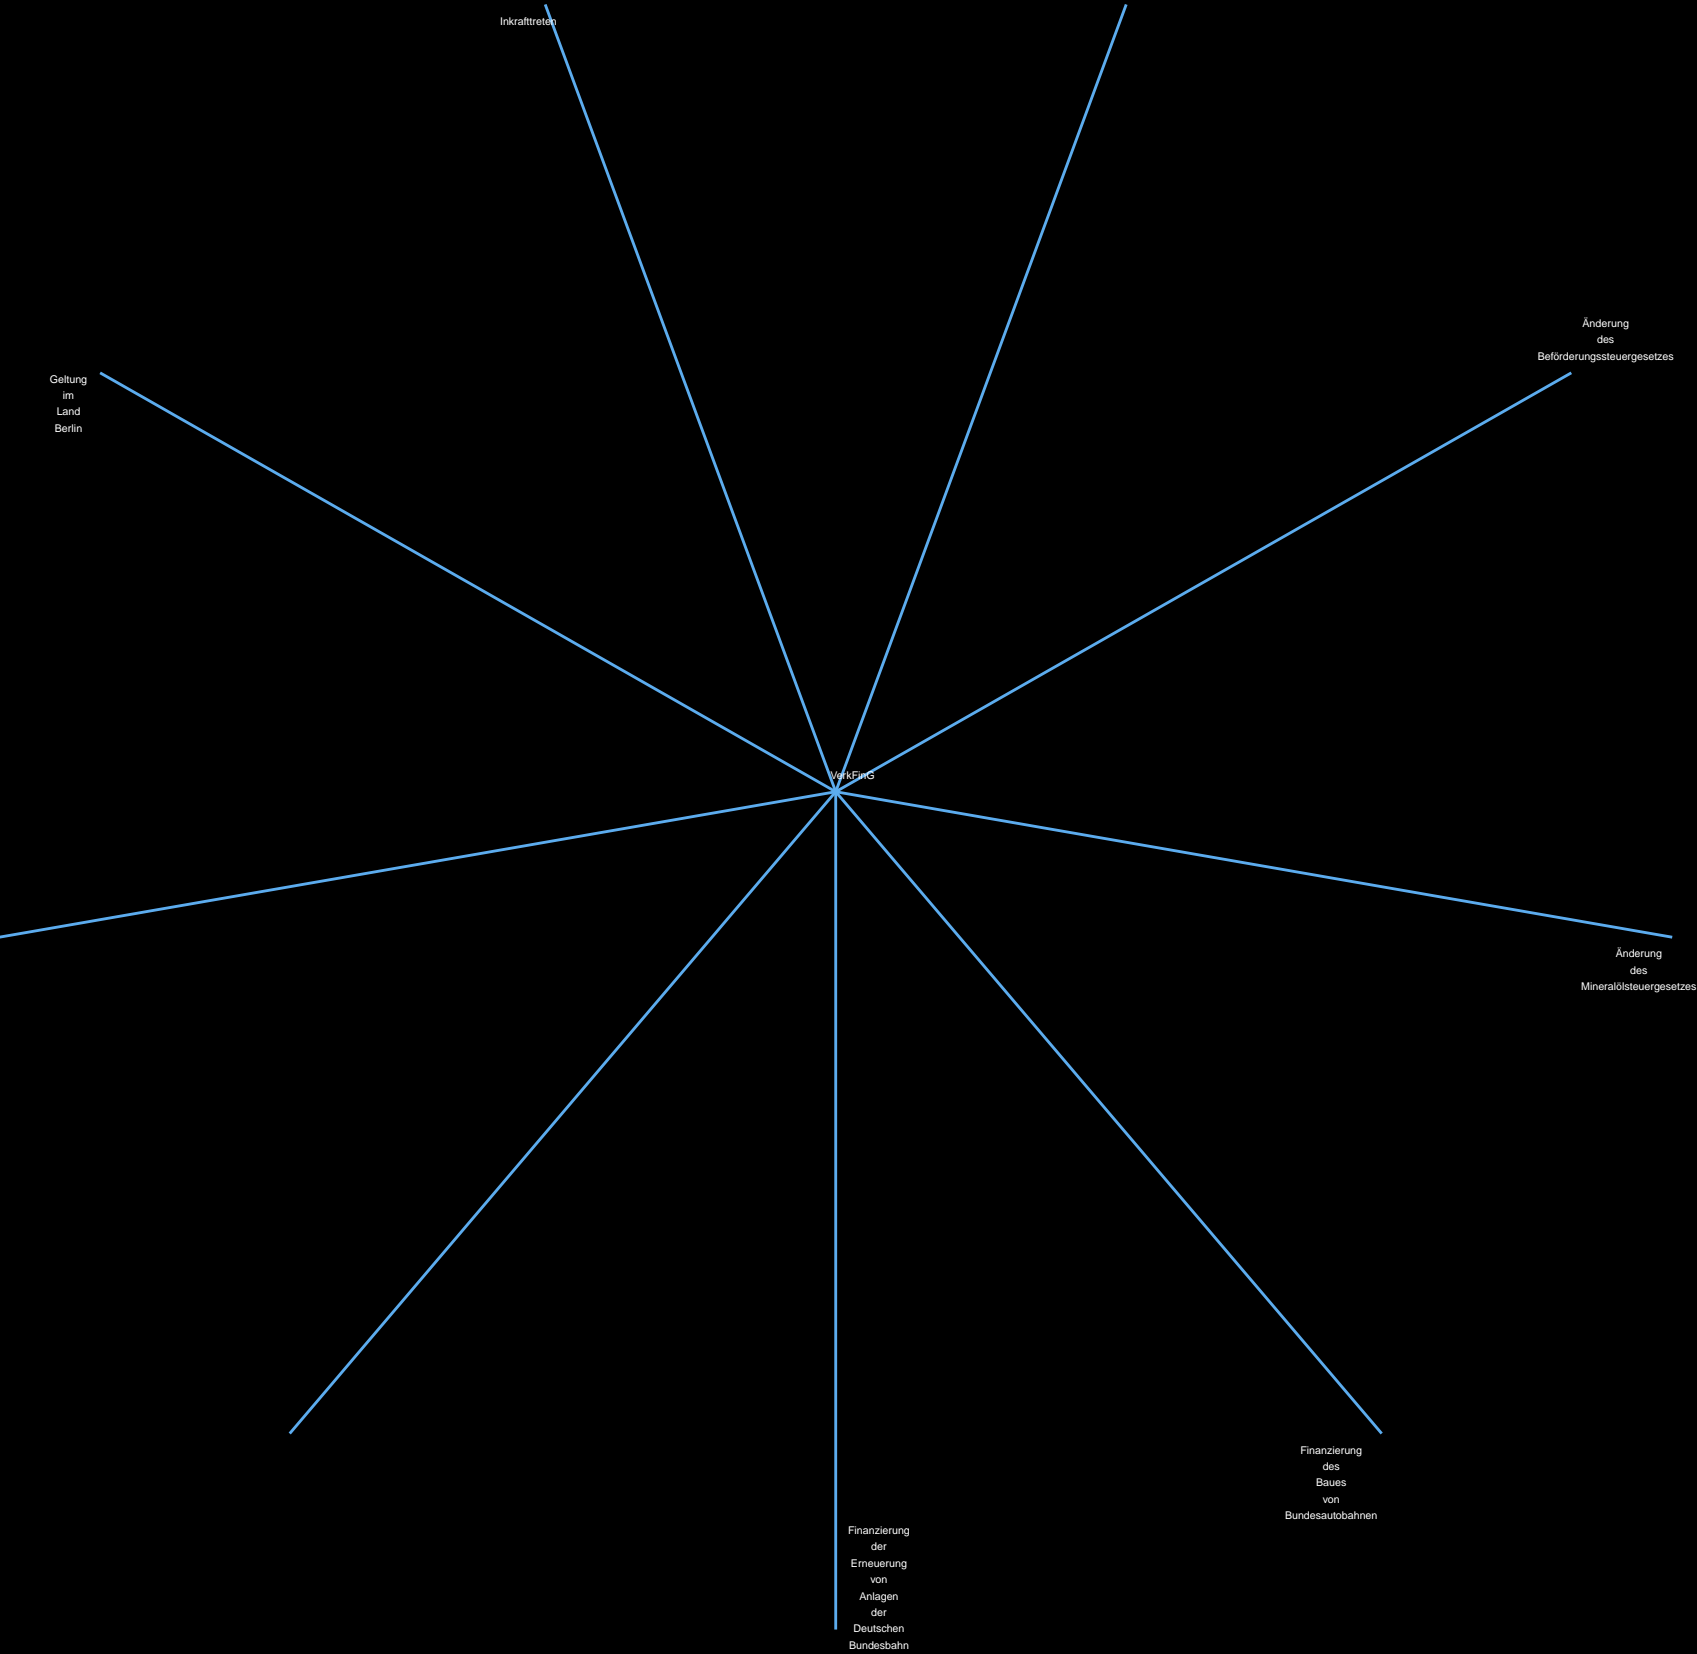 Inkrafttreten
Änderung
des
Beförderungssteuergesetzes
Geltung
im
Land
Berlin
VerkFinG
Änderung
des
Mineralölsteuergesetzes
Finanzierung
des
Baues
von
Bundesautobahnen
Finanzierung
der
Erneuerung
von
Anlagen
der
Deutschen
Bundesbahn